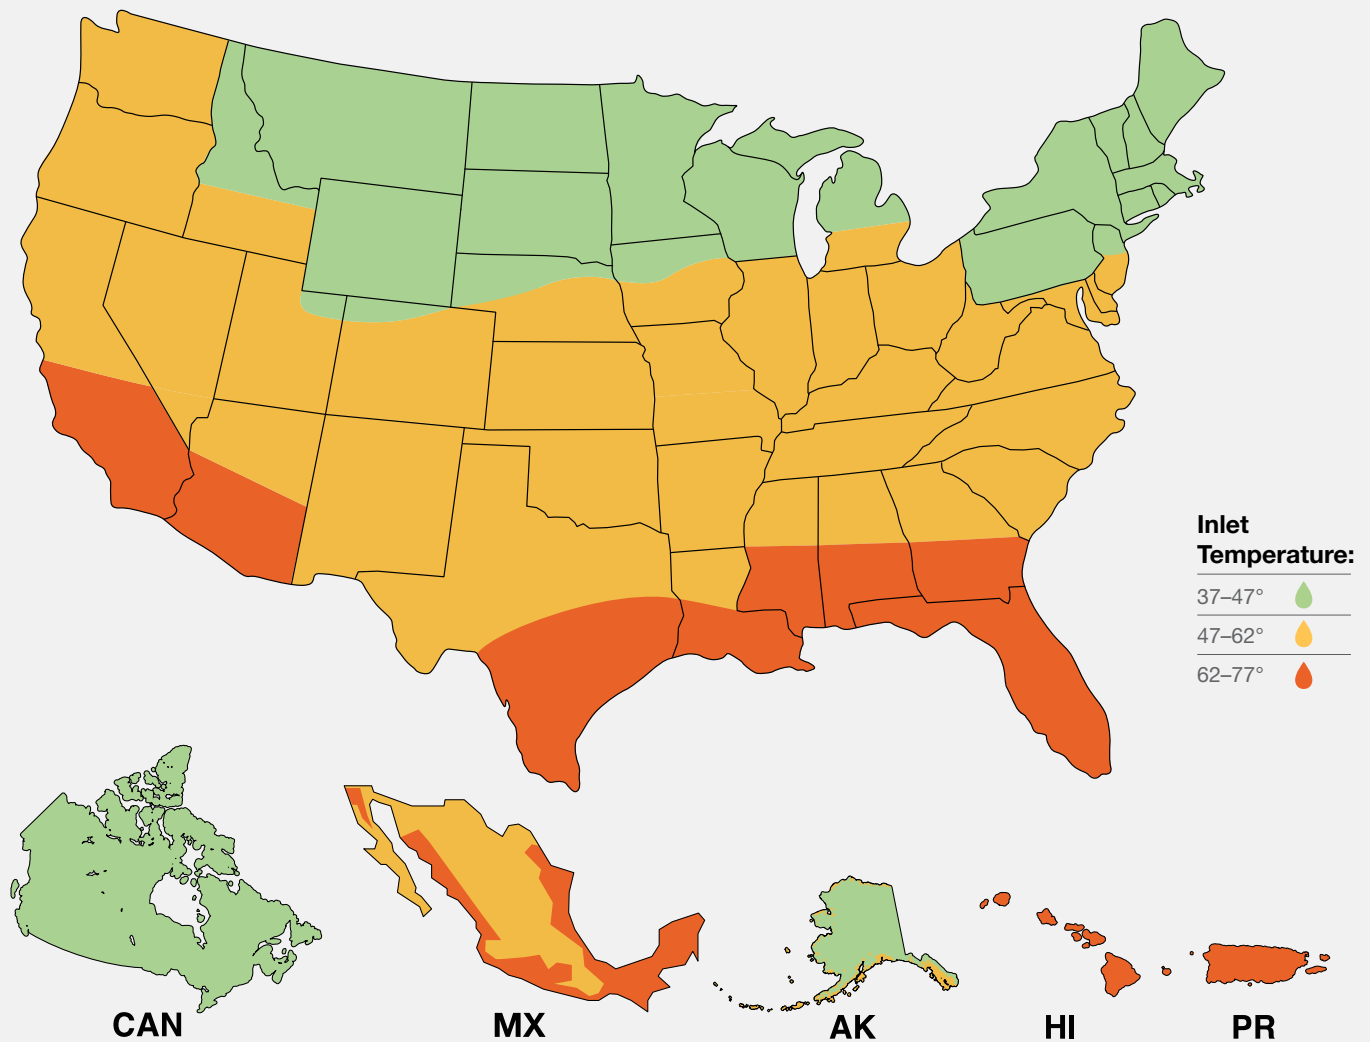 Inlet
Temperature:
37–47°
47–62°
62–77°
CAN
MX
AK
HI
PR